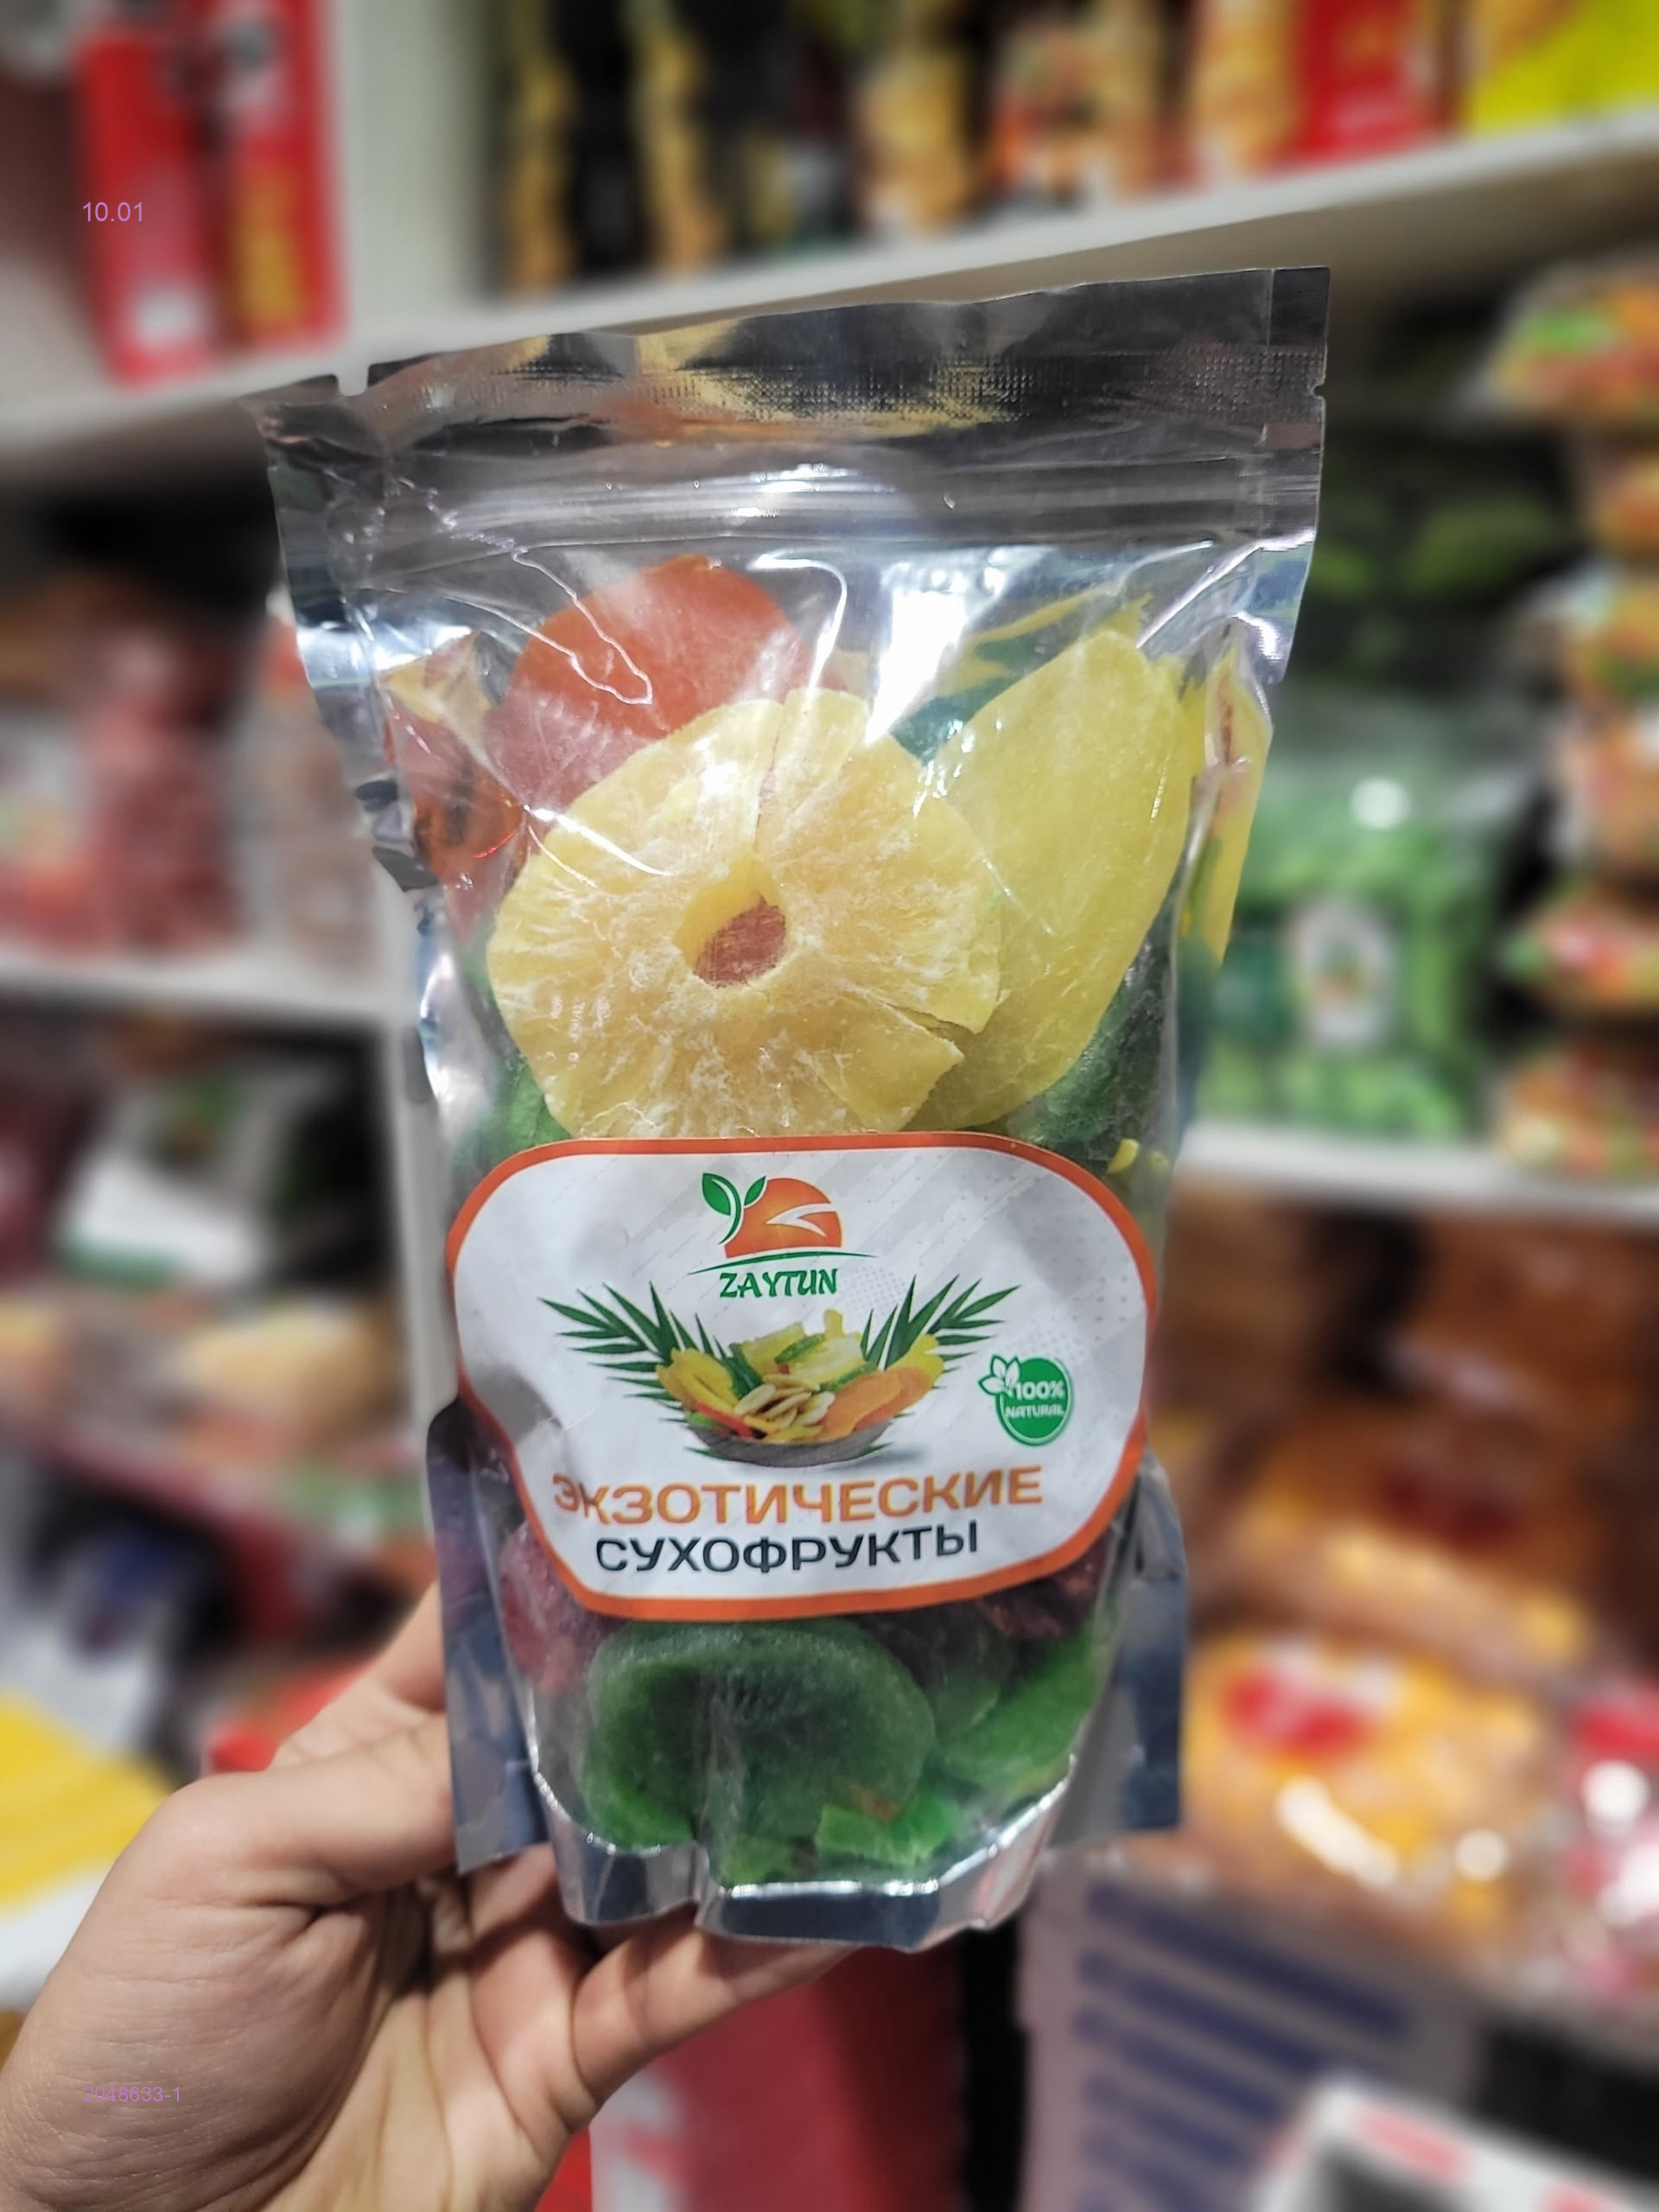 10.01
ZAYTUN
100%
NATURAL
ЭКЗОТИЧЕСКИЕ
СУХОФРУКТЫ
2048633-1